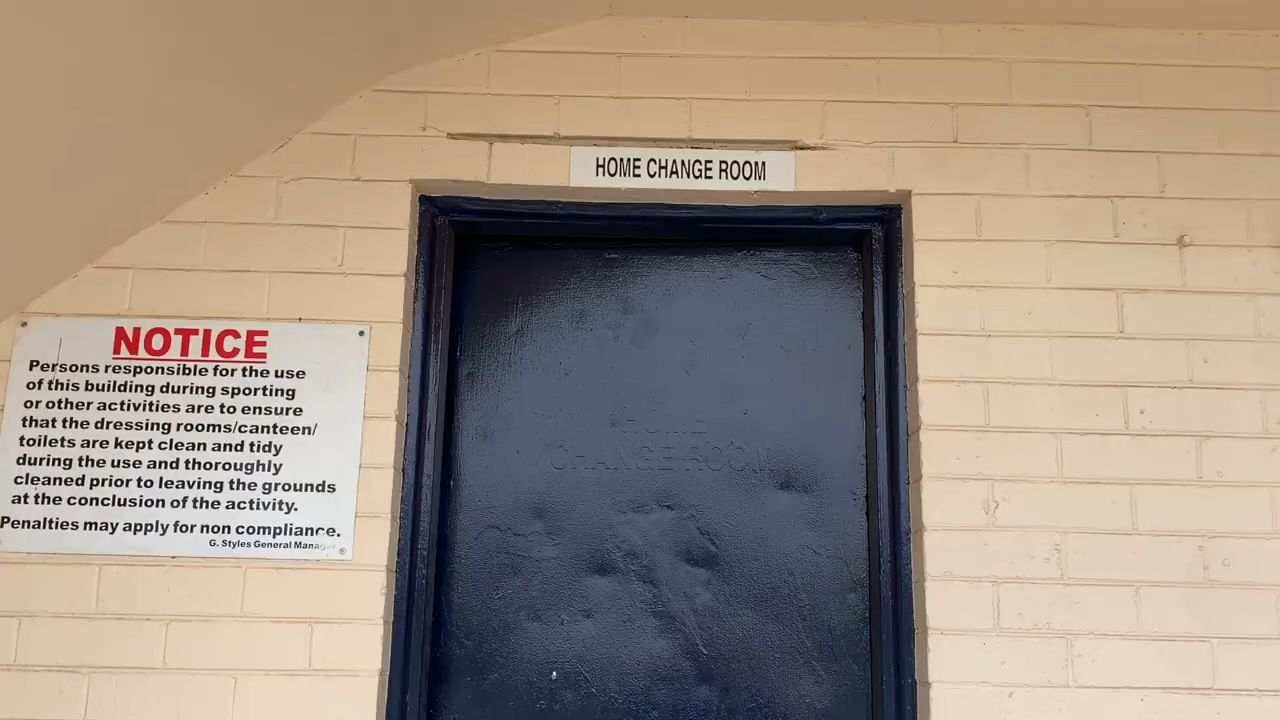 HOME CHANGE ROOM
NOTICE
Persons responsible for the use
of this building during sporting
or other activities are to ensure
that the dressing rooms/canteen/
toilets are kept clean and tidy
during the use and thoroughly
cleaned prior to leaving the grounds
at the conclusion of the activity.
Penalties may apply for non compliance.
G. Styles General Manager
HOME
CHANGE ROOM